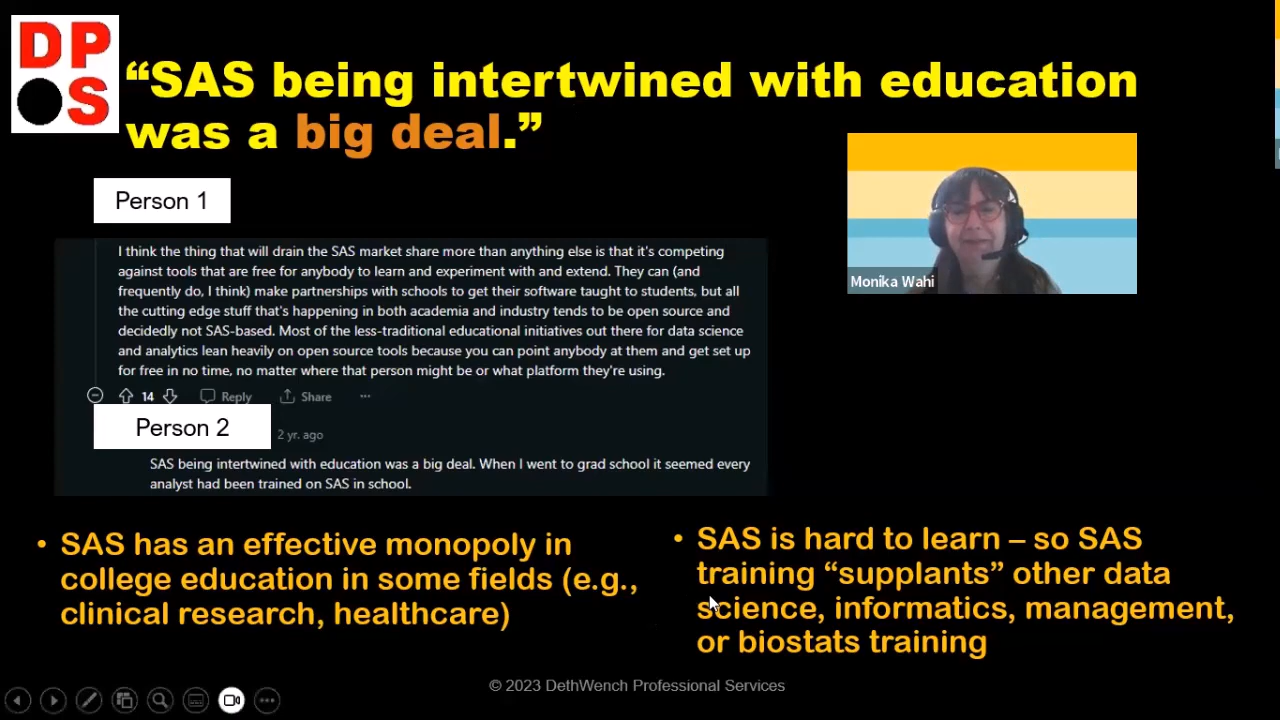 DP
S
“SAS being intertwined with education
was a big deal.”
Monika Wahi
Person 1
I think the thing that will drain the SAS market share more than anything else is that it's competing
against tools that are free for anybody to learn and experiment with and extend. They can (and
frequently do, I think) make partnerships with schools to get their software taught to students, but all
the cutting edge stuff that's happening in both academia and industry tends to be open source and
decidedly not SAS-based. Most of the less-traditional educational initiatives out there for data science
and analytics lean heavily on open source tools because you can point anybody at them and get set up
for free in no time, no matter where that person might be or what platform they're using.
14 Reply Share ...
Person 2
2 yr. ago
SAS being intertwined with education was a big deal. When I went to grad school it seemed every
analyst had been trained on SAS in school.
• SAS has an effective monopoly in
college education in some fields (e.g.,
clinical research, healthcare)
• SAS is hard to learn – so SAS
training “supplants” other data
science, informatics, management,
or biostats training
© 2023 DethWench Professional Services